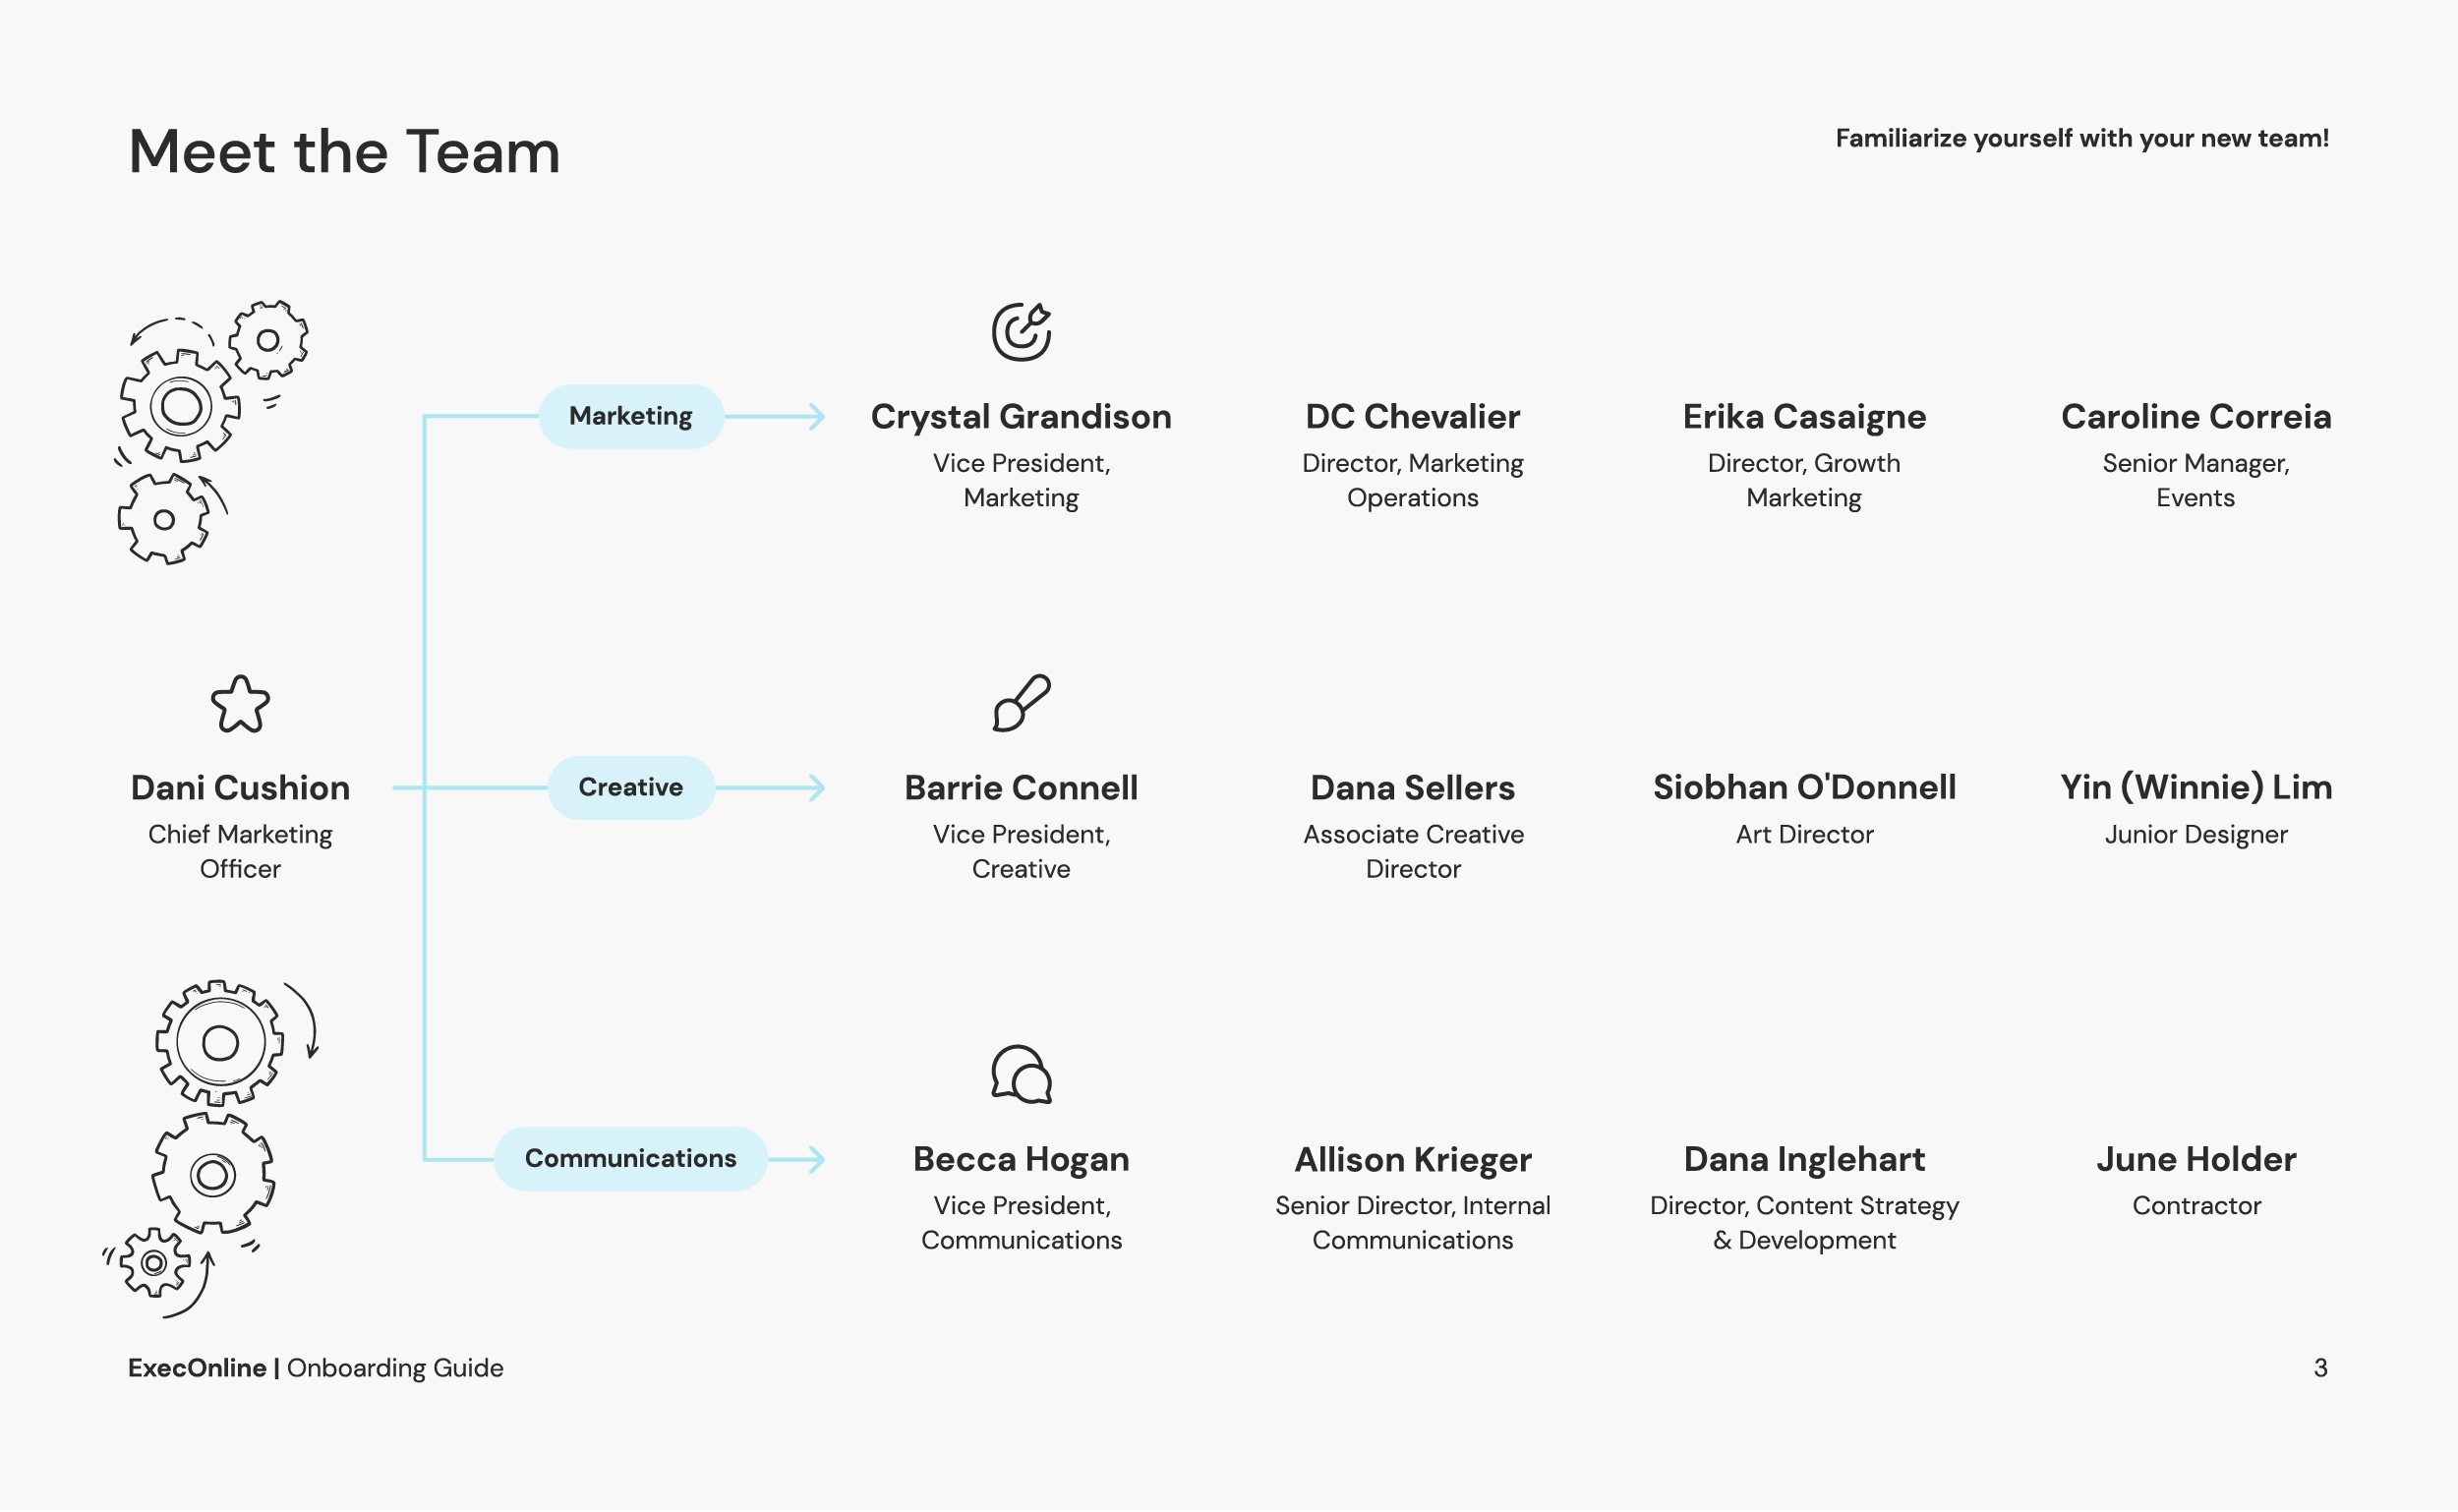 Meet the Team
Familiarize yourself with your new team!
Marketing
Crystal Grandison
Vice President,
Marketing
DC Chevalier
Director, Marketing
Operations
Erika Casaigne
Director, Growth
Marketing
Caroline Correia
Senior Manager,
Events
Dani Cushion
Chief Marketing
Officer
Creative
Barrie Connell
Vice President,
Creative
Dana Sellers
Associate Creative
Director
Siobhan O'Donnell
Art Director
Yin (Winnie) Lim
Junior Designer
Communications
Becca Hogan
Vice President,
Communications
Allison Krieger
Senior Director, Internal
Communications
Dana Inglehart
Director, Content Strategy
& Development
June Holder
Contractor
ExecOnline | Onboarding Guide
3